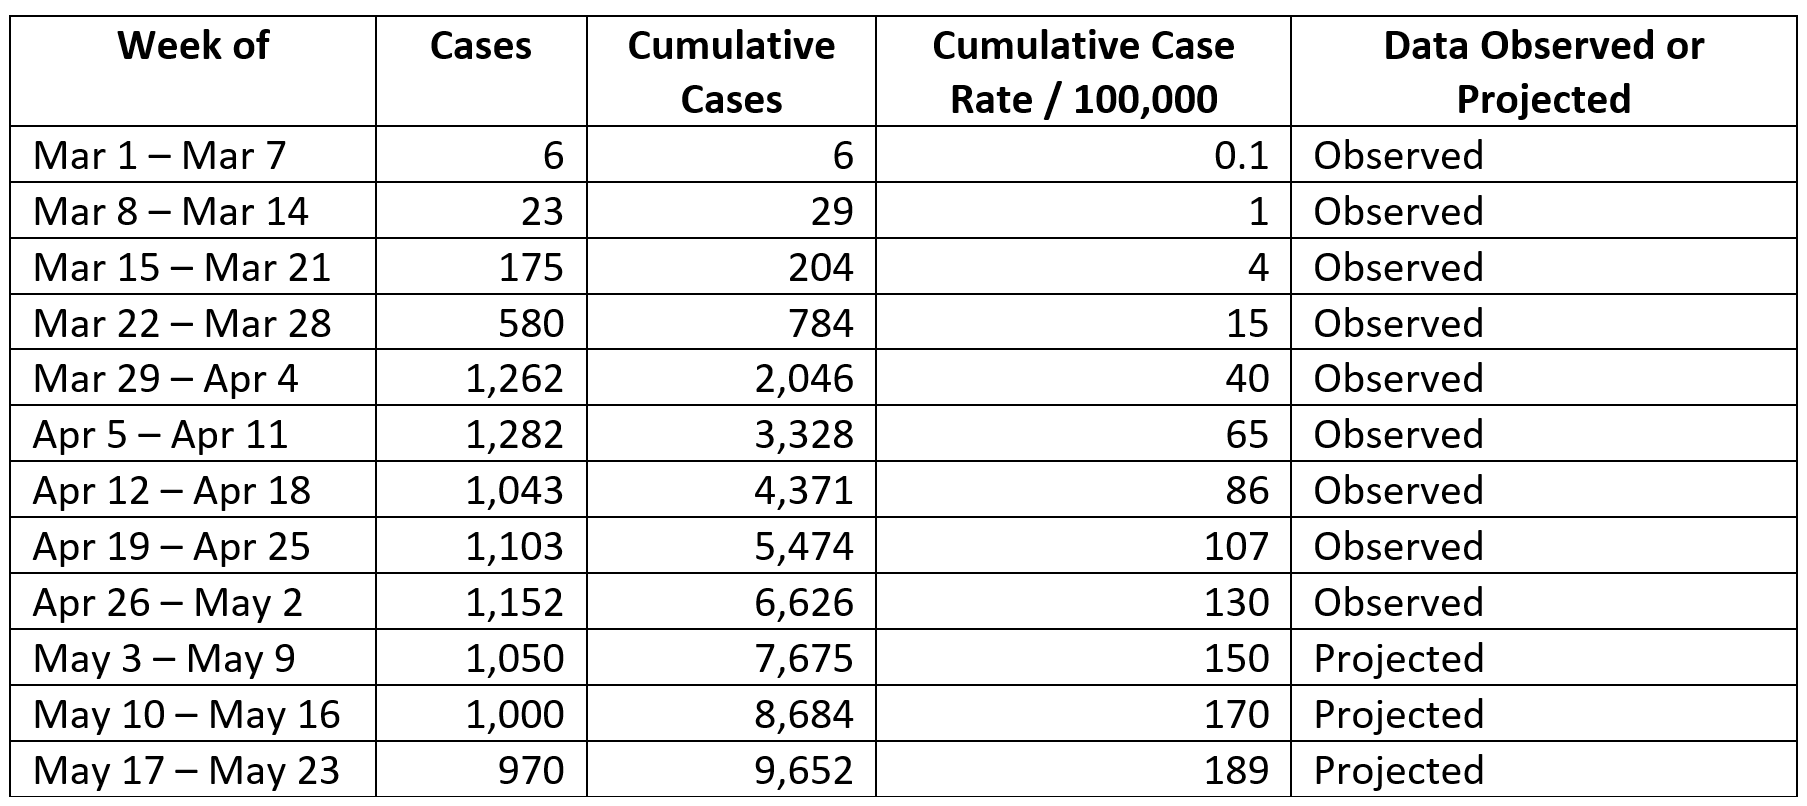 Week of Cases Cumulative Cumulative Case Data Observed or
Cases Rate / 100,000 Projected
Mar 1 – Mar 7 6 6 0.1 Observed
Mar 8 – Mar 14 23 29 1 Observed
Mar 15 – Mar 21 175 204 4 Observed
Mar 22 – Mar 28 580 784 15 Observed
Mar 29 – Apr 4 1,262 2,046 40 Observed
Apr 5 – Apr 11 1,282 3,328 65 Observed
Apr 12 – Apr 18 1,043 4,371 86 Observed
Apr 19 – Apr 25 1,103 5,474 107 Observed
Apr 26 – May 2 1,152 6,626 130 Observed
May 3 – May 9 1,050 7,675 150 Projected
May 10 – May 16 1,000 8,684 170 Projected
May 17 – May 23 970 9,652 189 Projected